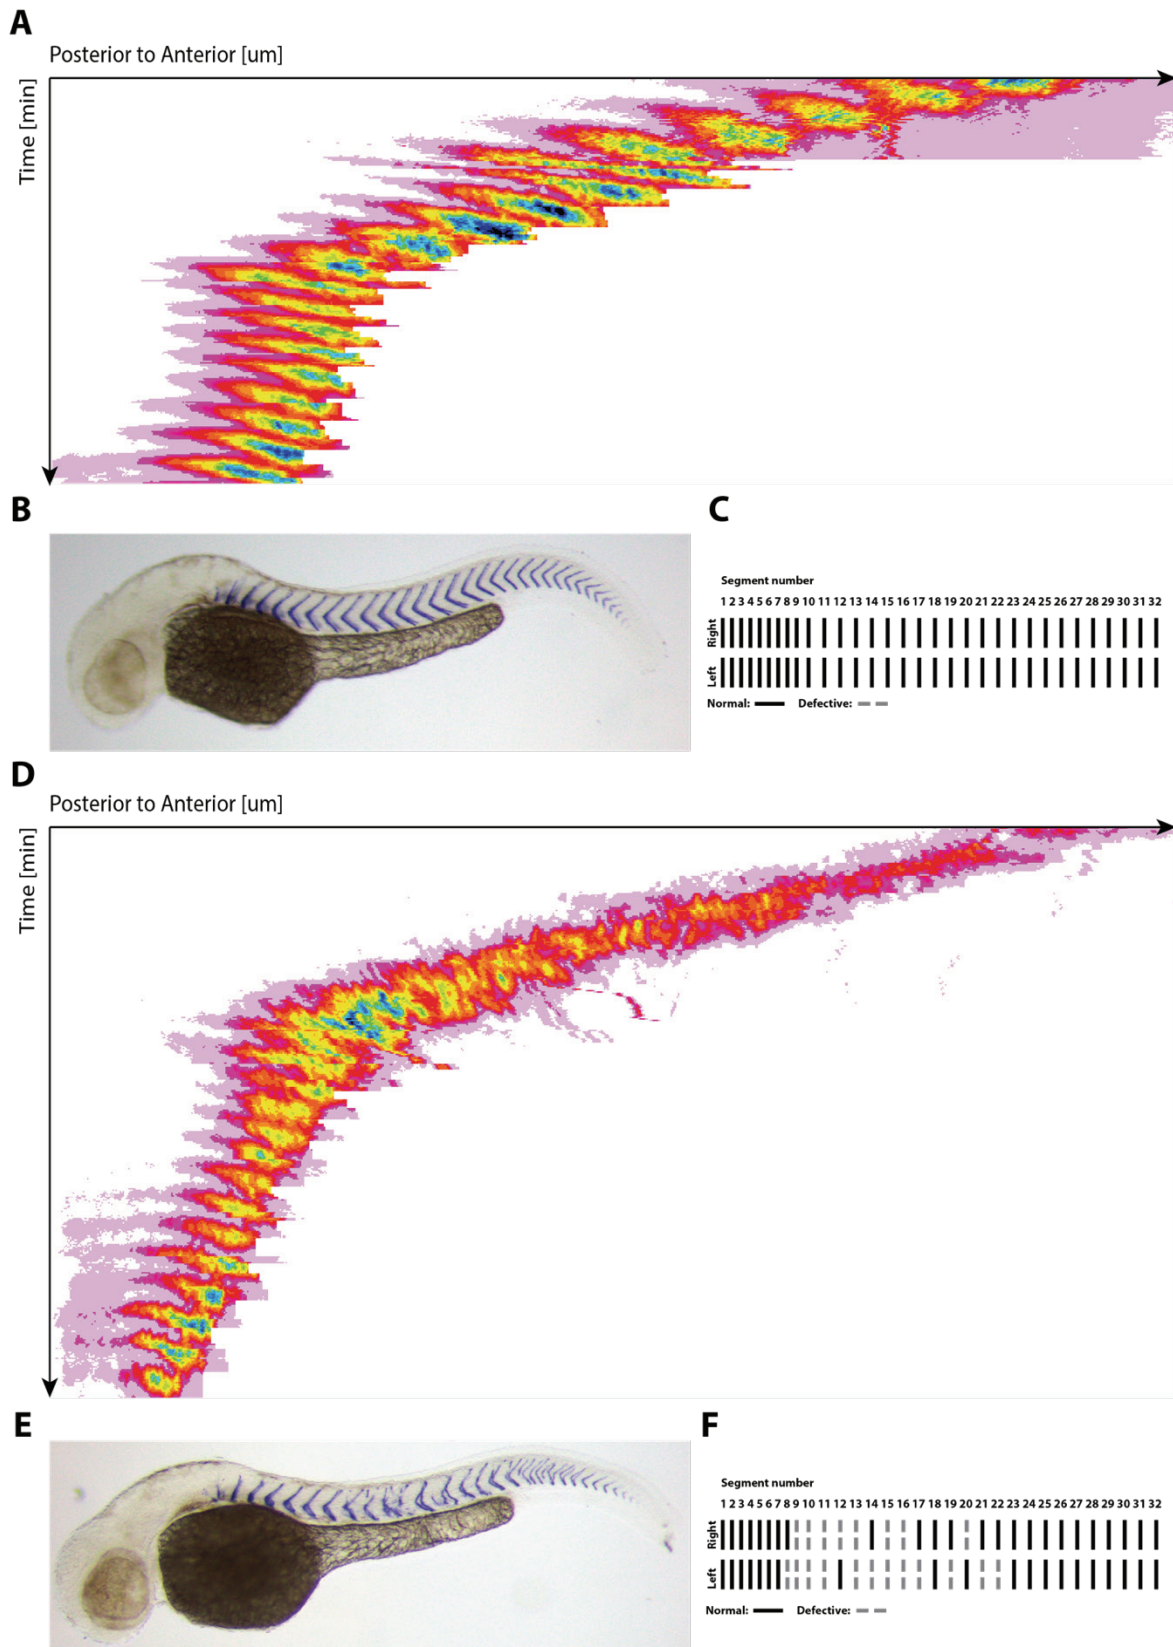 A
Posterior to Anterior [um]
Time [min]
B
C
Segment number
1 2 3 4 5 6 7 8 9 10 11 12 13 14 15 16 17 18 19 20 21 22 23 24 25 26 27 28 29 30 31 32
Right
Left
Normal: Defective:
D
Posterior to Anterior [um]
Time [min]
E
F
Segment number
1 2 3 4 5 6 7 8 9 10 11 12 13 14 15 16 17 18 19 20 21 22 23 24 25 26 27 28 29 30 31 32
Right
Left
Normal: Defective: